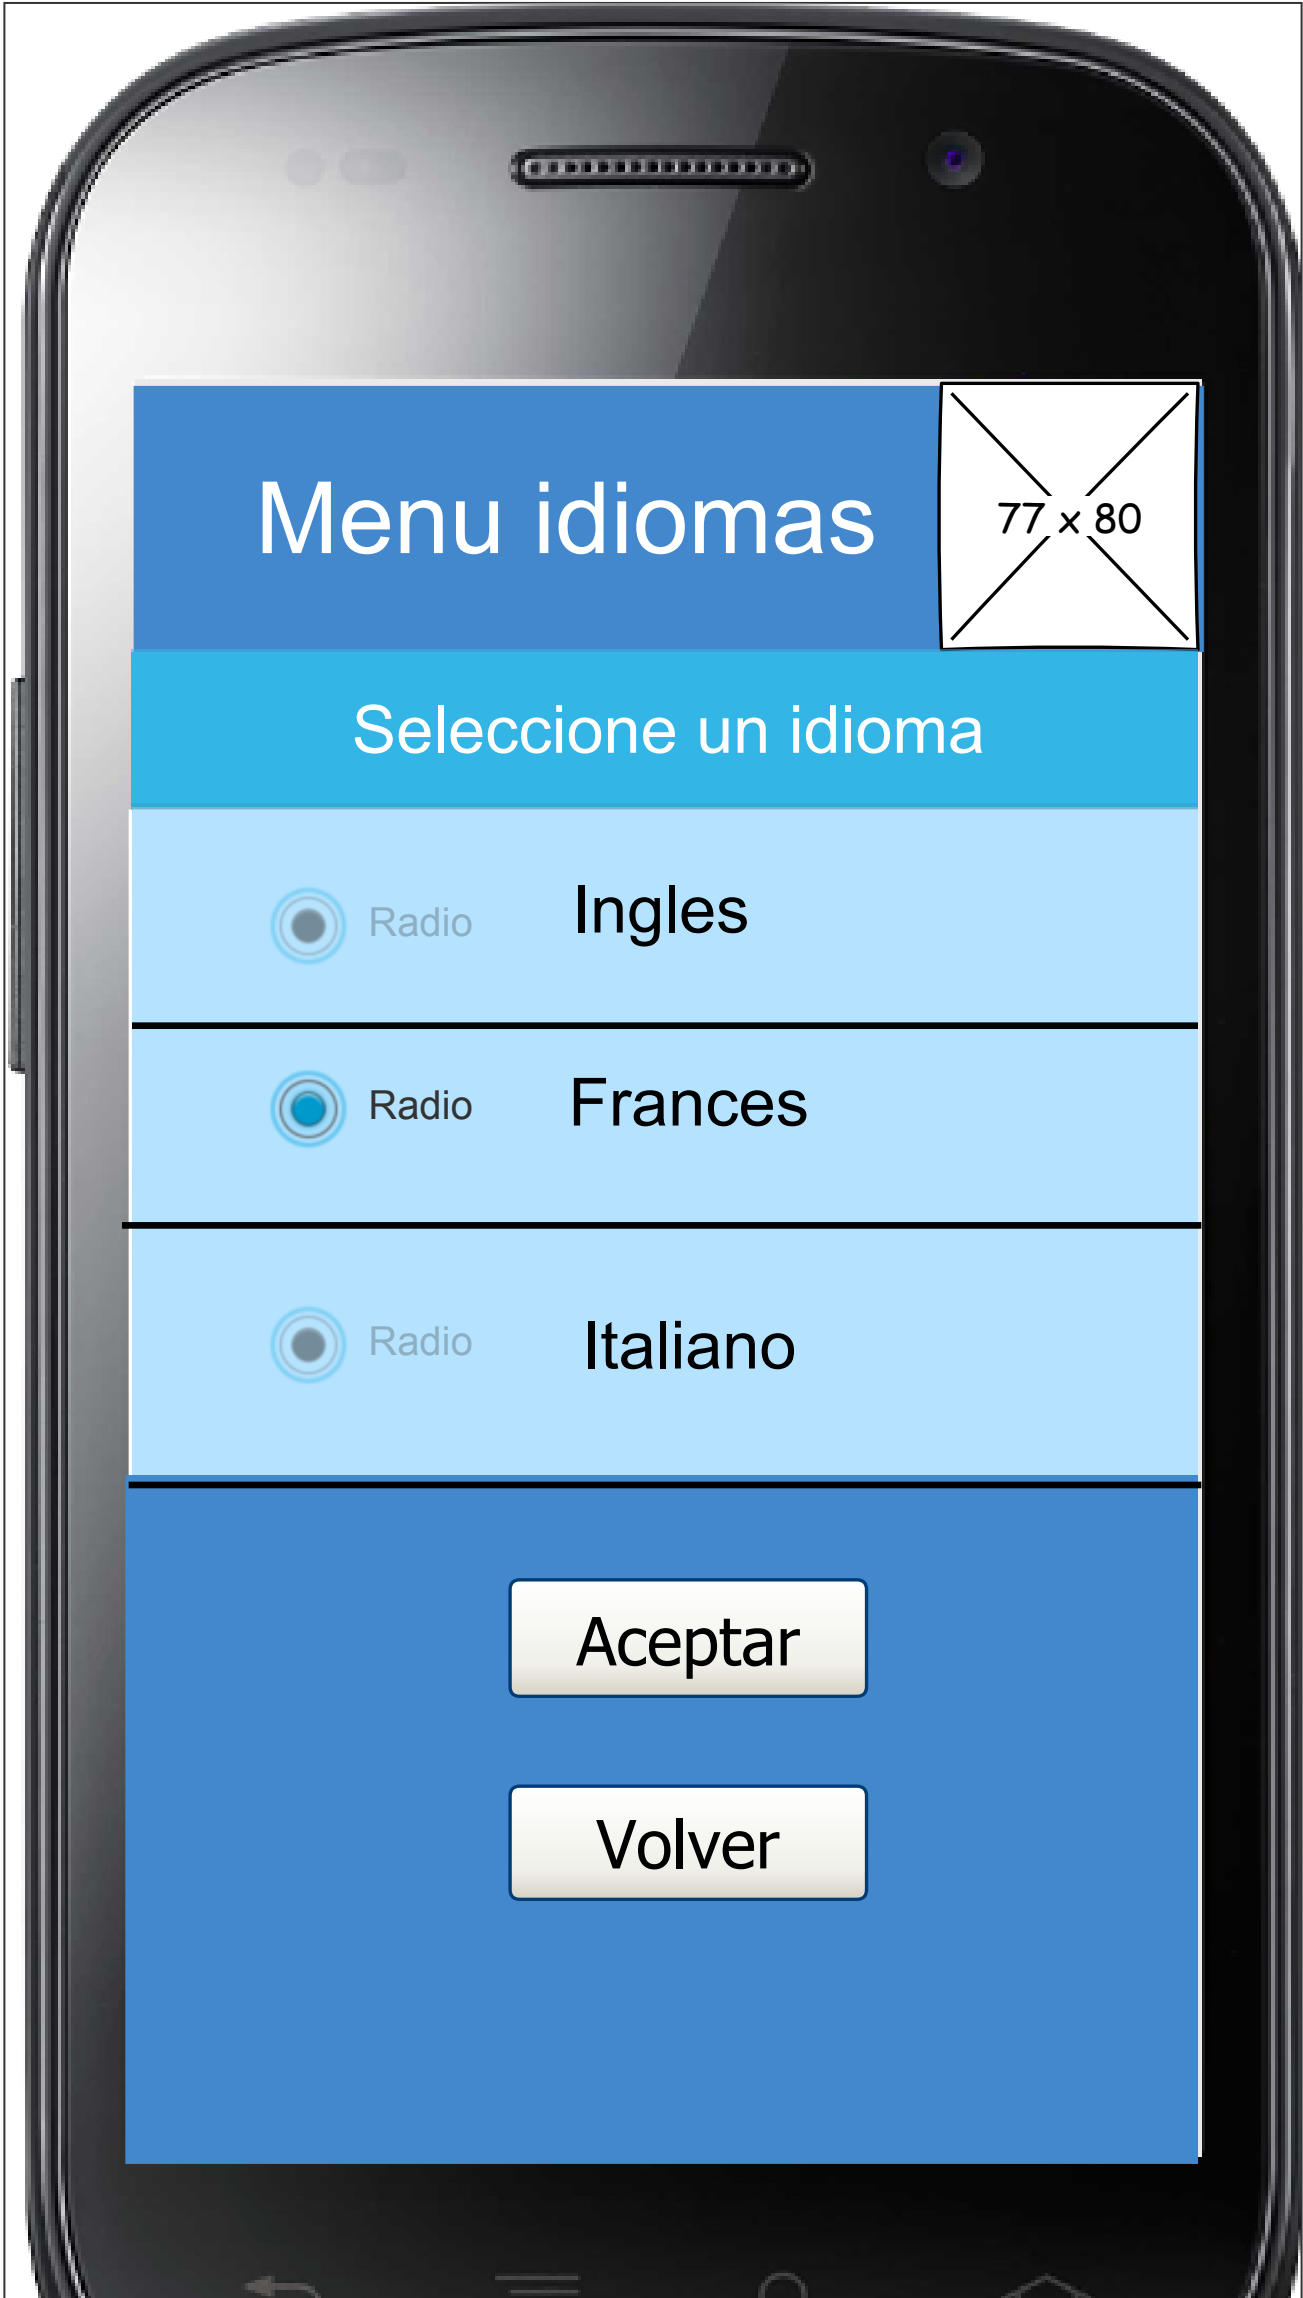 Menu idiomas
77 x 80
Seleccione un idioma
Radio Ingles
Radio Frances
Radio Italiano
Aceptar
Volver